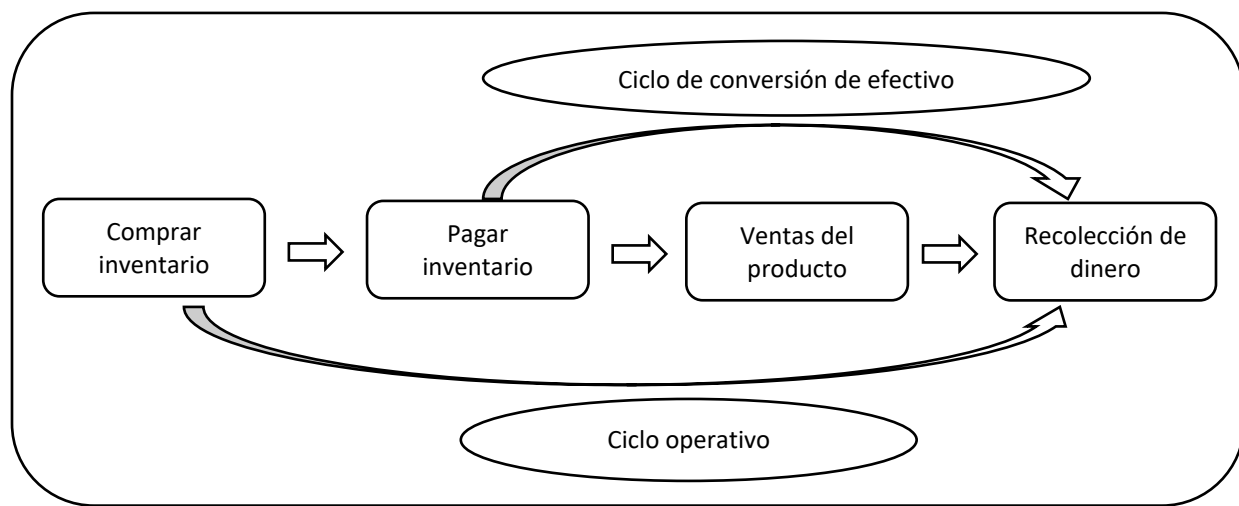 Ciclo de conversión de efectivo
Comprar
inventario
Pagar
inventario
Ventas del
producto
Recolección de
dinero
Ciclo operativo